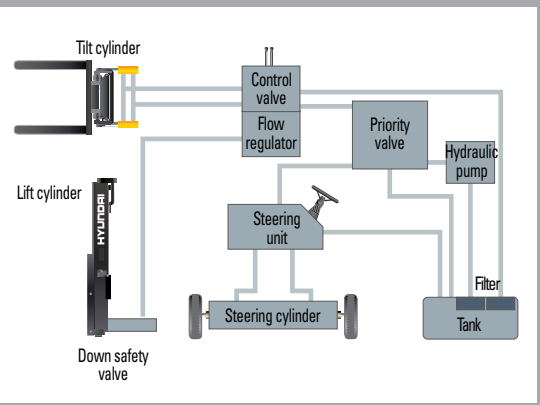 Tilt cylinder
Control
valve
Flow
regulator
Priority
valve
Hydraulic
pump
Lift cylinder
HYUNDAI
Steering
unit
Filter
Steering cylinder
Tank
Down safety
valve